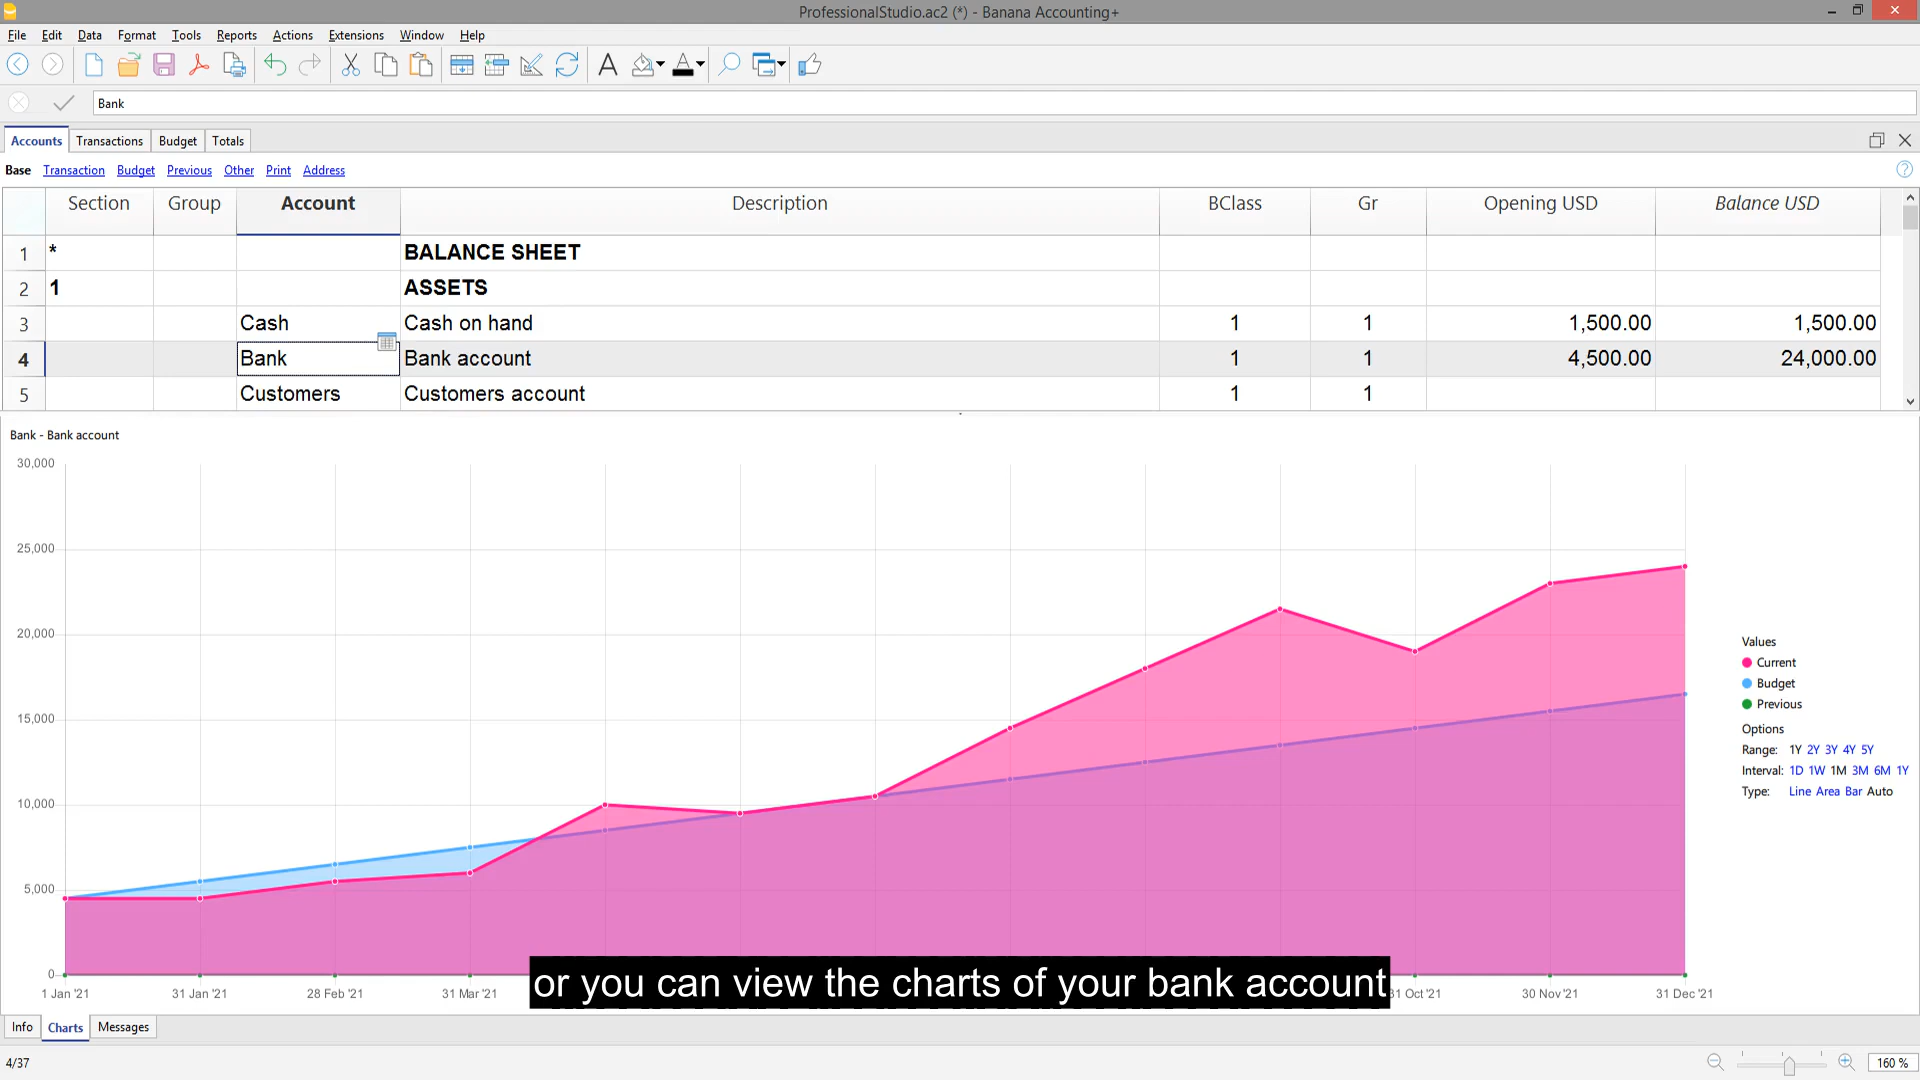 ProfessionalStudio.ac2 (*) - Banana Accounting+
File Edit Data Format Tools Reports Actions Extensions Window Help
Bank
Accounts Transactions Budget Totals
Base Transaction Budget Previous Other Print Address
Section Group Account Description BClass Gr Opening USD Balance USD
1 * BALANCE SHEET
2 1 ASSETS
3 Cash Cash on hand 1 1 1,500.00 1,500.00
4 Bank Bank account 1 1 4,500.00 24,000.00
5 Customers Customers account 1 1
Bank - Bank account
30,000
25,000
20,000
15,000
10,000
5,000
0
Values
Current
Budget
Previous
Options
Range: 1Y 2Y 3Y 4Y 5Y
Interval: 1D 1W 1M 3M 6M 1Y
Type: Line Area Bar Auto
or you can view the charts of your bank account
1 Jan '21 31 Jan '21 28 Feb '21 31 Mar '21 31 Oct '21 30 Nov '21 31 Dec '21
Info Charts Messages
4/37 160 %